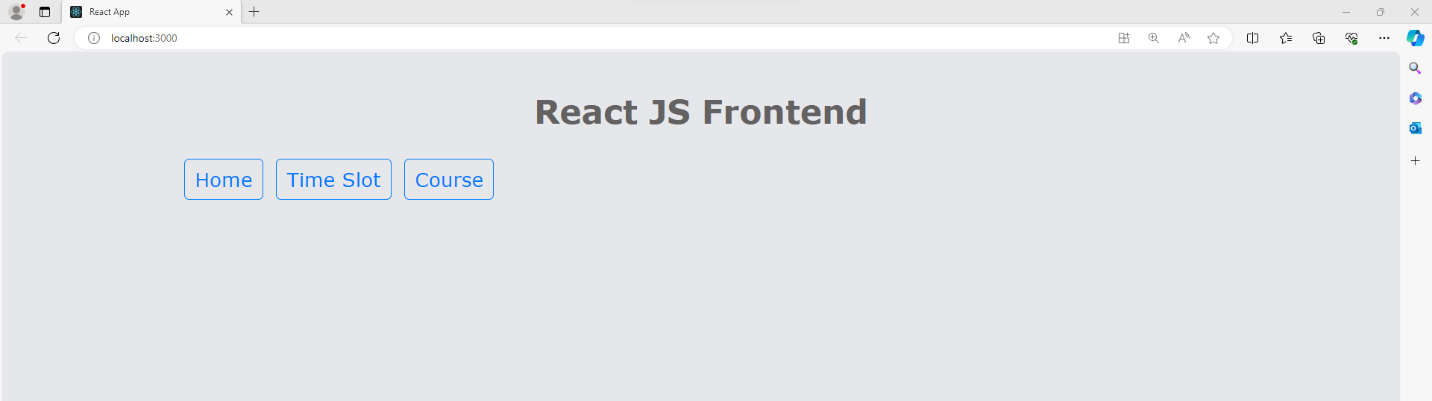 React App
localhost:3000
React JS Frontend
Home Time Slot Course